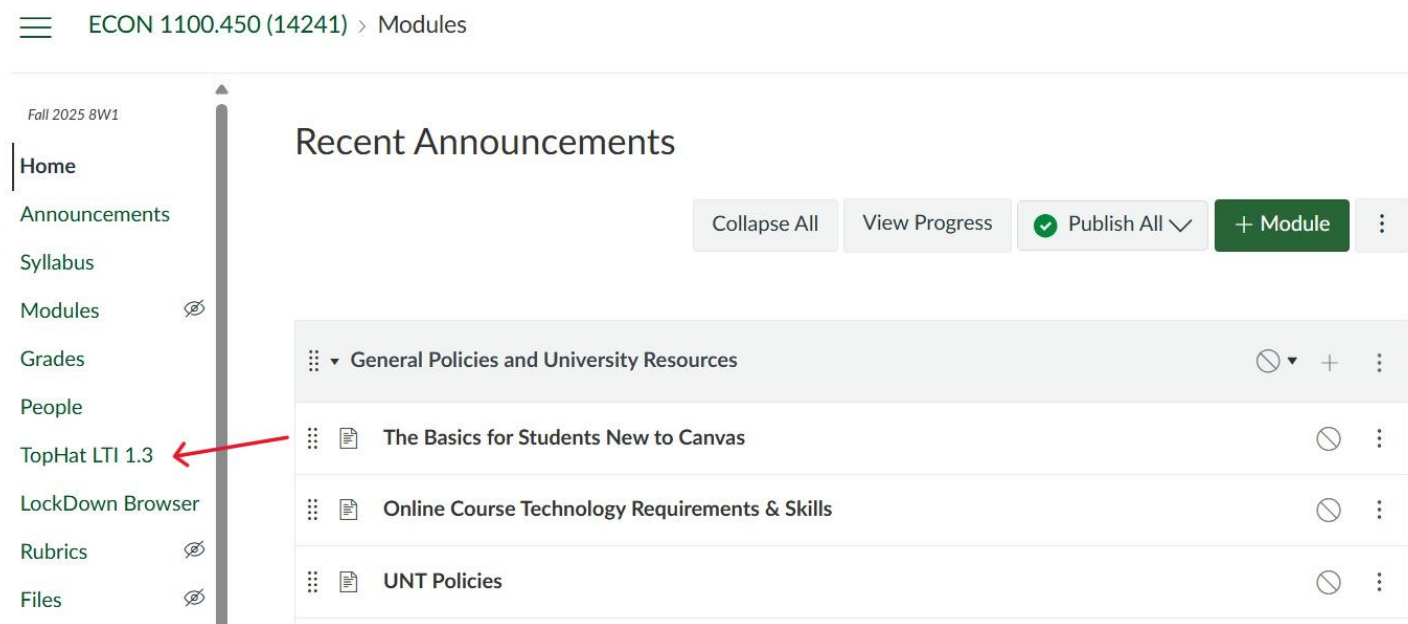 ECON 1100.450 (14241) > Modules
Fall 2025 8W1
Home
Announcements
Syllabus
Modules
Grades
People
TopHat LTI 1.3
LockDown Browser
Rubrics
Files
Recent Announcements
Collapse All View Progress Publish All + Module
General Policies and University Resources
The Basics for Students New to Canvas
Online Course Technology Requirements & Skills
UNT Policies